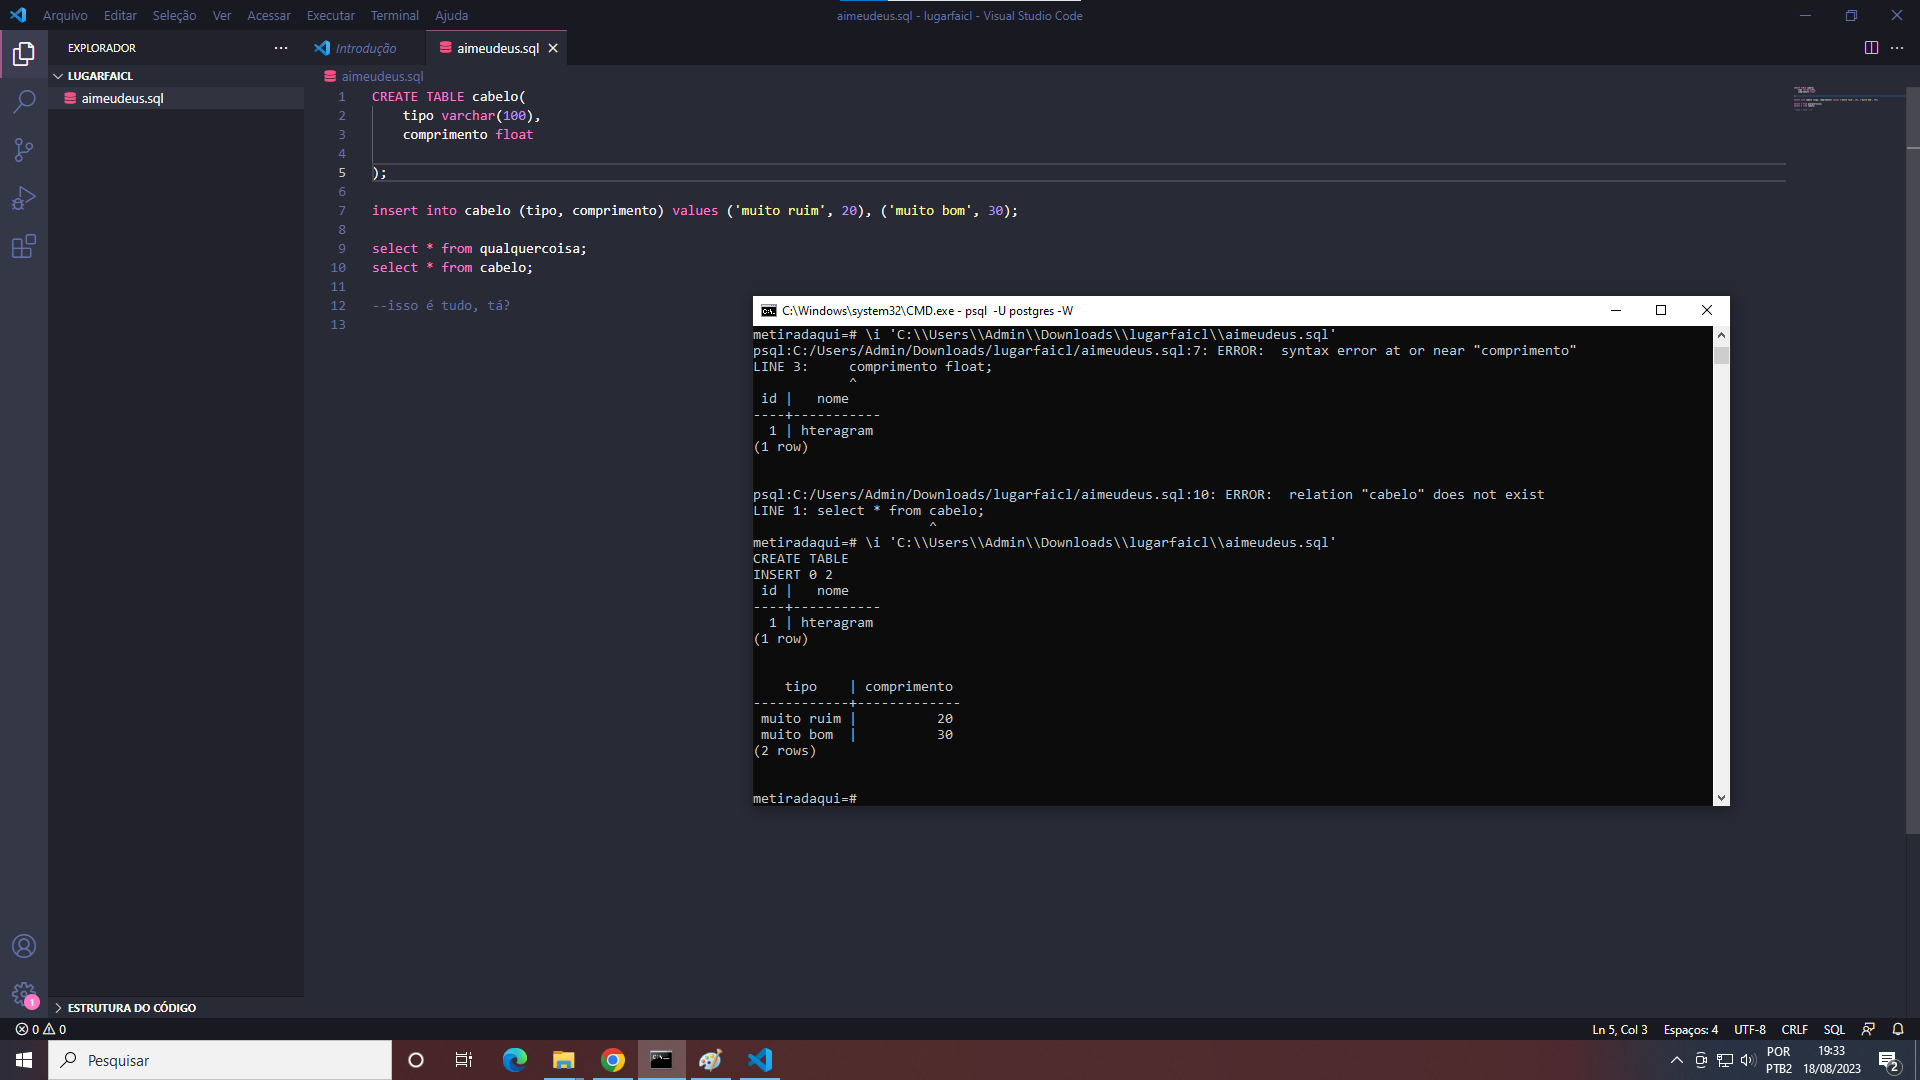 Arquivo Editar Seleção Ver Acessar Executar Terminal Ajuda
aimeudeus.sql - lugarfaicl - Visual Studio Code
EXPLORADOR
Introdução
aimeudeus.sql
LUGARFAICL
aimeudeus.sql
aimeudeus.sql
1 CREATE TABLE cabelo(
2 tipo varchar(100),
3 comprimento float
4
5 );
6
7 insert into cabelo (tipo, comprimento) values ('muito ruim', 20), ('muito bom', 30);
8
9 select * from qualquercoisa;
10 select * from cabelo;
11
12 --isso é tudo, tá?
13
C:\Windows\system32\CMD.exe - psql -U postgres -W
metiradaqui=# \i 'C:\\Users\\Admin\\Downloads\\lugarfaicl\\aimeudeus.sql'
psql:C:/Users/Admin/Downloads/lugarfaicl/aimeudeus.sql:7: ERROR:  syntax error at or near "comprimento"
LINE 3:     comprimento float;
^
id |   nome
----+-----------
1 | hteragram
(1 row)
psql:C:/Users/Admin/Downloads/lugarfaicl/aimeudeus.sql:10: ERROR:  relation "cabelo" does not exist
LINE 1: select * from cabelo;
^
metiradaqui=# \i 'C:\\Users\\Admin\\Downloads\\lugarfaicl\\aimeudeus.sql'
CREATE TABLE
INSERT 0 2
id |   nome
----+-----------
1 | hteragram
(1 row)
tipo    | comprimento
------------+-------------
muito ruim |          20
muito bom  |          30
(2 rows)
metiradaqui=#
1
ESTRUTURA DO CÓDIGO
0 0
Ln 5, Col 3 Espaços: 4 UTF-8 CRLF SQL
Pesquisar
POR
PTB2
19:33
18/08/2023
2